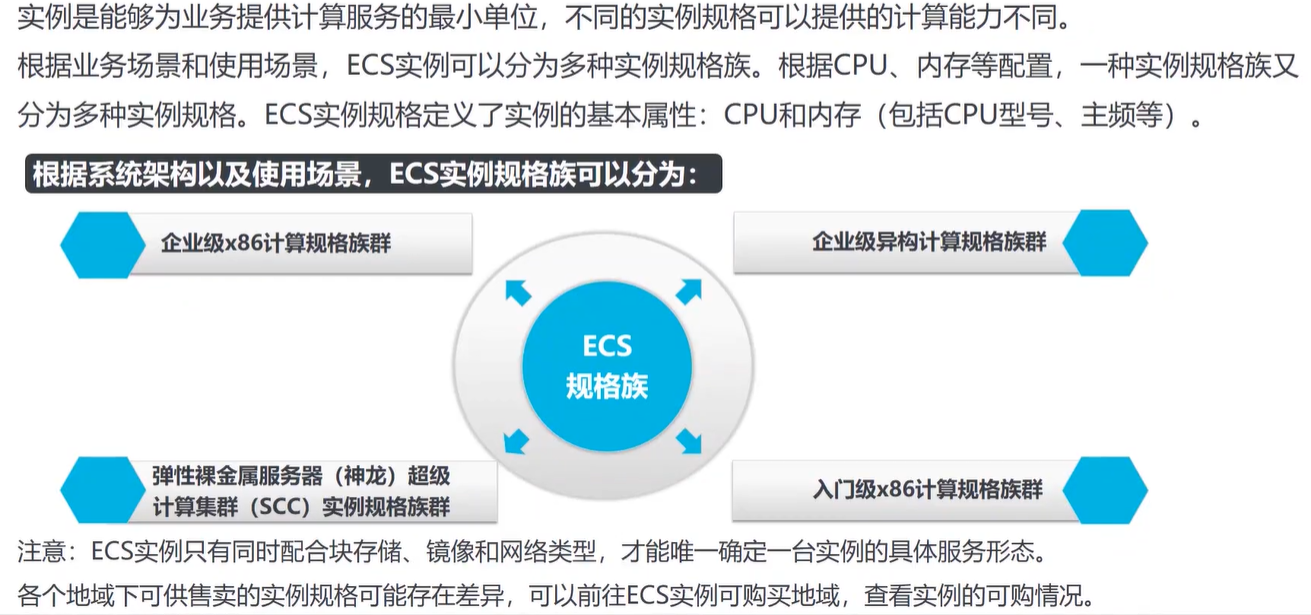 实例是能够为业务提供计算服务的最小单位，不同的实例规格可以提供的计算能力不同。
根据业务场景和使用场景，ECS实例可以分为多种实例规格族。根据CPU、内存等配置，一种实例规格族又
分为多种实例规格。ECS实例规格定义了实例的基本属性：CPU和内存（包括CPU型号、主频等）。
根据系统架构以及使用场景，ECS实例规格族可以分为：
企业级x86计算规格族群
企业级异构计算规格族群
ECS
规格族
弹性裸金属服务器（神龙）超级
计算集群（SCC）实例规格族群
入门级x86计算规格族群
注意：ECS实例只有同时配合块存储、镜像和网络类型，才能唯一确定一台实例的具体服务形态。
各个地域下可供售卖的实例规格可能存在差异，可以前往ECS实例可购买地域，查看实例的可购情况。